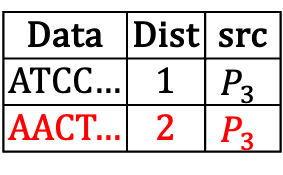 Data Dist src
ATCC... 1 P₃
AACT... 2 P₃